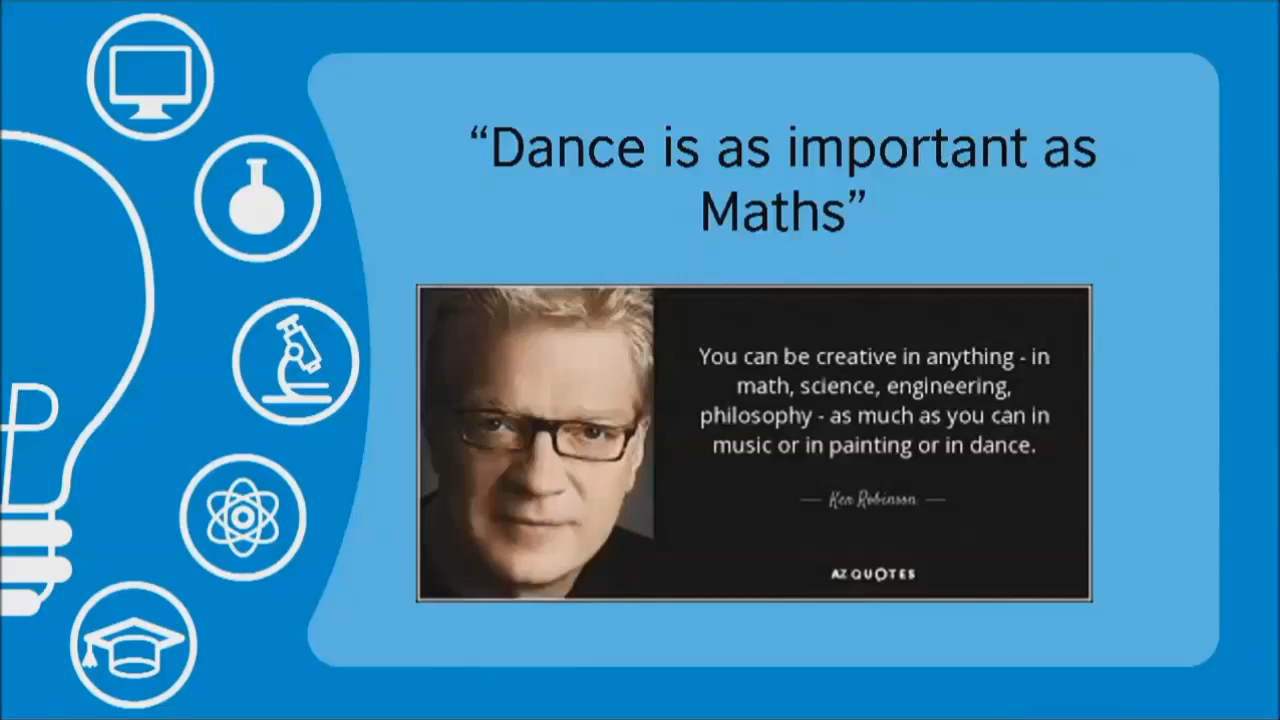 “Dance is as important as
Maths”
You can be creative in anything - in
math, science, engineering,
philosophy - as much as you can in
music or in painting or in dance.
— Ken Robinson —
AZ QUOTES